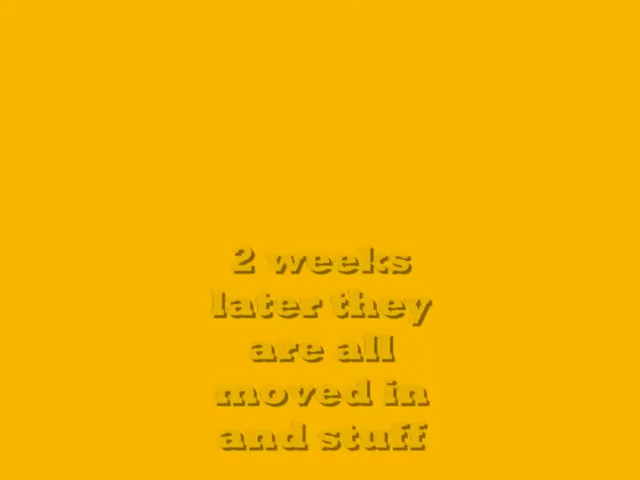 2 weeks
later they
are all
moved in
and stuff